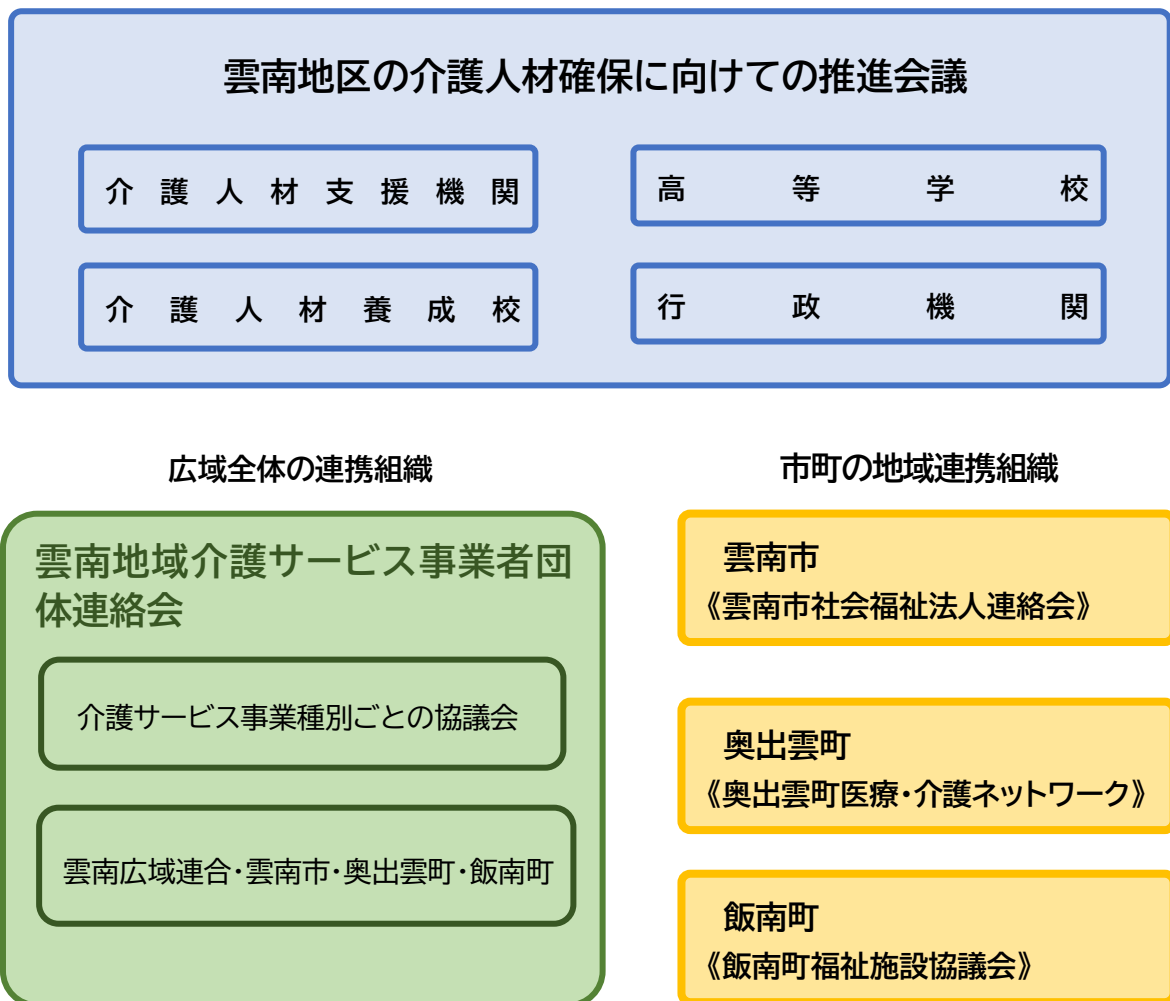 雲南地区の介護人材確保に向けての推進会議
介護人材支援機関
高等学校
介護人材養成校
行政機関
広域全体の連携組織
市町の地域連携組織
雲南地域介護サービス事業者団
体連絡会
介護サービス事業種別ごとの協議会
雲南広域連合・雲南市・奥出雲町・飯南町
雲南市
《雲南市社会福祉法人連絡会》
奥出雲町
《奥出雲町医療・介護ネットワーク》
飯南町
《飯南町福祉施設協議会》